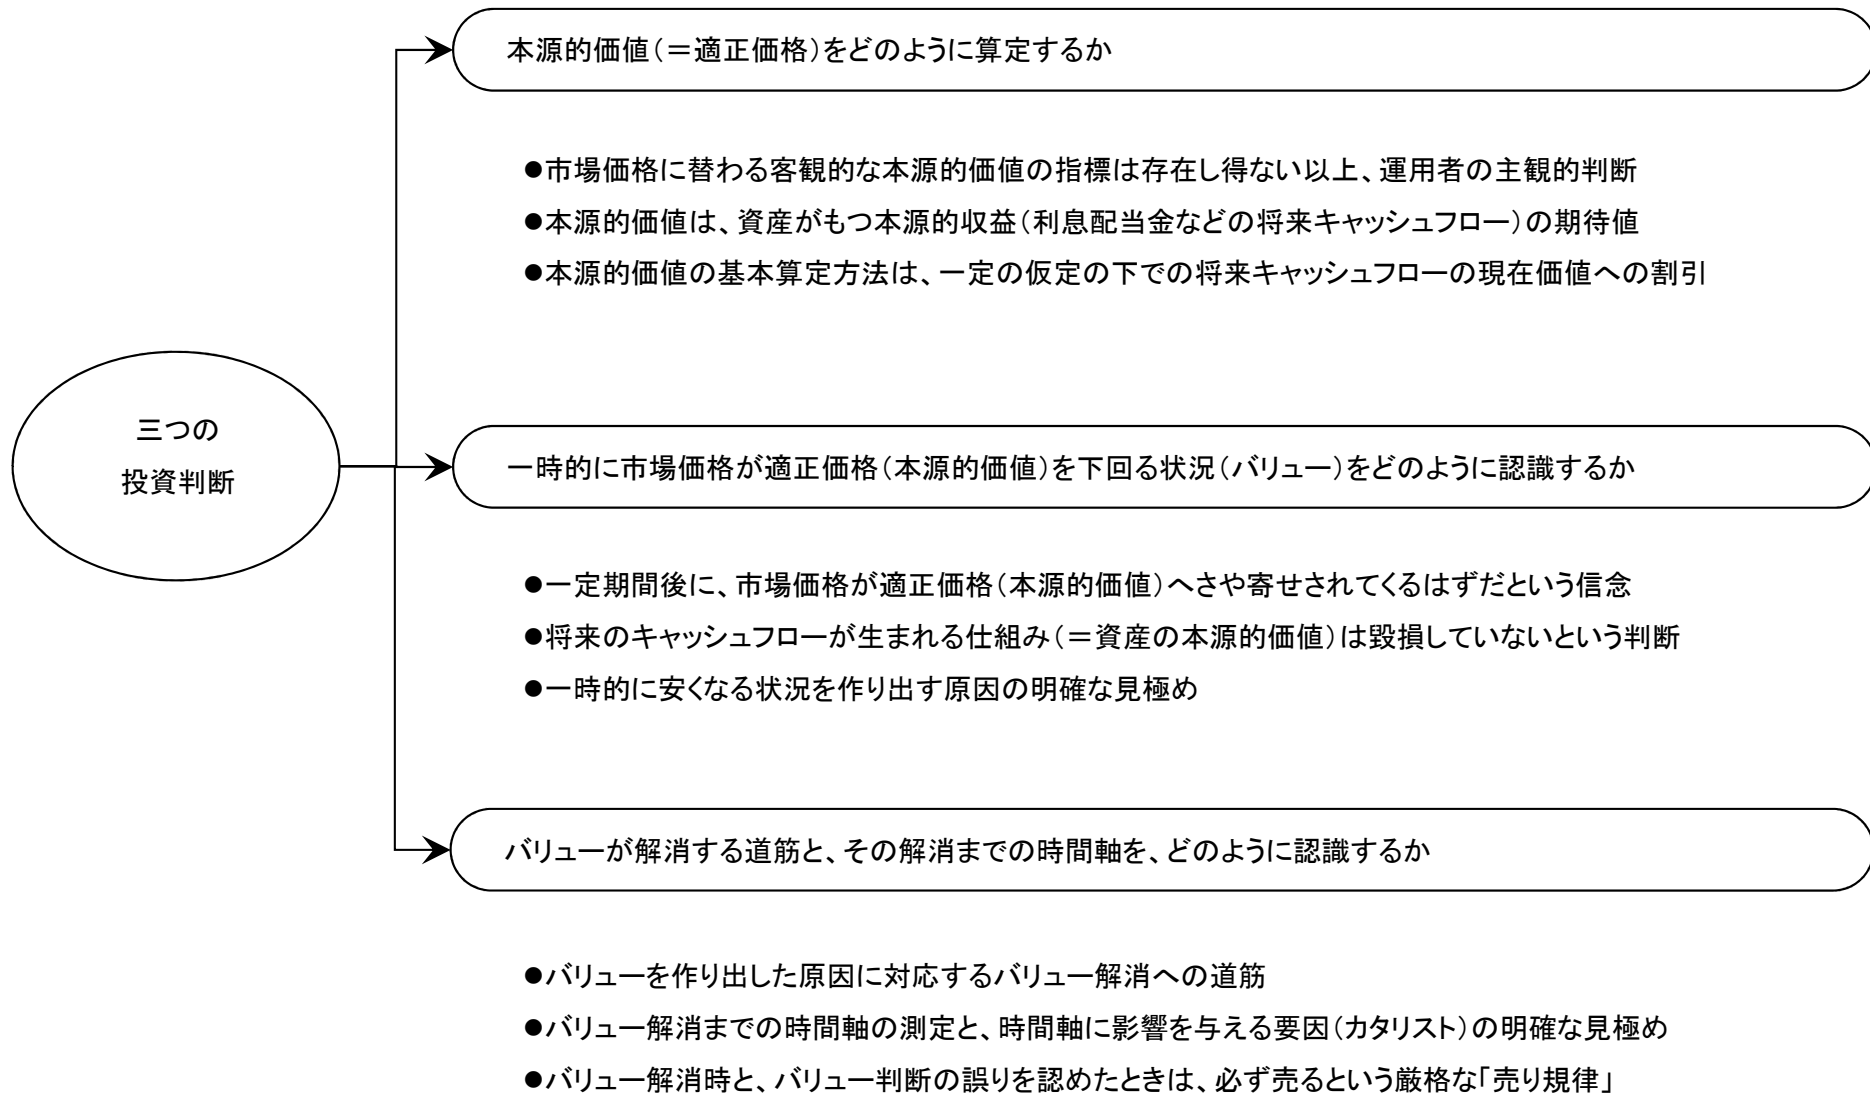 本源的価値(＝適正価格)をどのように算定するか
●市場価格に替わる客観的な本源的価値の指標は存在し得ない以上、運用者の主観的判断
●本源的価値は、資産がもつ本源的収益(利息配当金などの将来キャッシュフロー)の期待値
●本源的価値の基本算定方法は、一定の仮定の下での将来キャッシュフローの現在価値への割引
三つの
投資判断
一時的に市場価格が適正価格(本源的価値)を下回る状況(バリュー)をどのように認識するか
●一定期間後に、市場価格が適正価格(本源的価値)へさや寄せされてくるはずだという信念
●将来のキャッシュフローが生まれる仕組み(＝資産の本源的価値)は毀損していないという判断
●一時的に安くなる状況を作り出す原因の明確な見極め
バリューが解消する道筋と、その解消までの時間軸を、どのように認識するか
●バリューを作り出した原因に対応するバリュー解消への道筋
●バリュー解消までの時間軸の測定と、時間軸に影響を与える要因(カタリスト)の明確な見極め
●バリュー解消時と、バリュー判断の誤りを認めたときは、必ず売るという厳格な「売り規律」